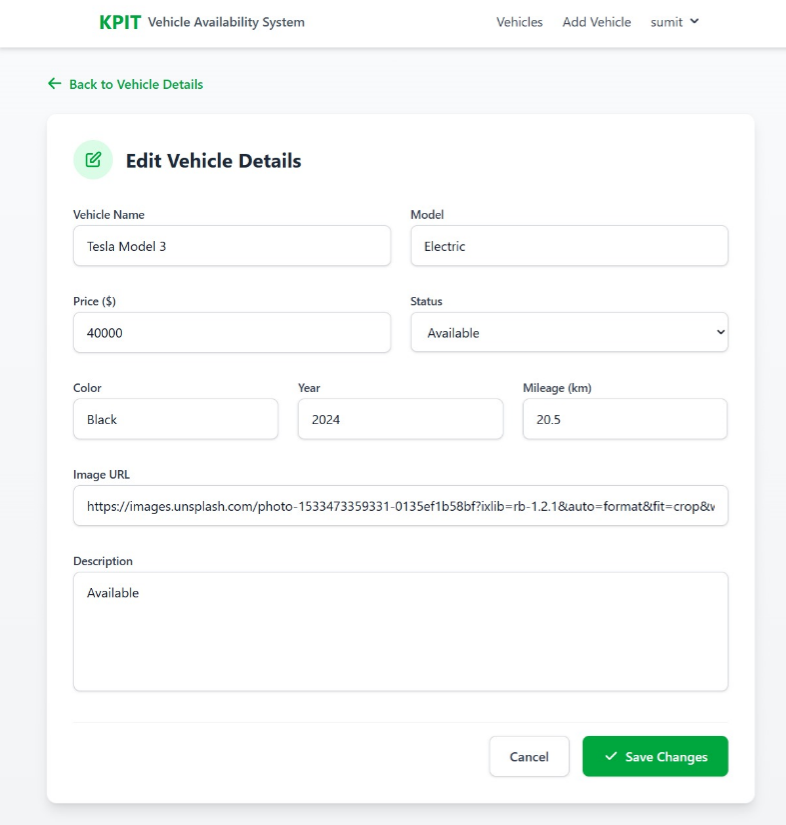 KPIT Vehicle Availability System Vehicles Add Vehicle sumit
Back to Vehicle Details
Edit Vehicle Details
Vehicle Name Model
Tesla Model 3 Electric
Price ($) Status
40000 Available
Color Year Mileage (km)
Black 2024 20.5
Image URL
https://images.unsplash.com/photo-1533473359331-0135ef1b58bf?ixlib=rb-1.2.1&auto=format&fit=crop&w
Description
Available
Cancel Save Changes